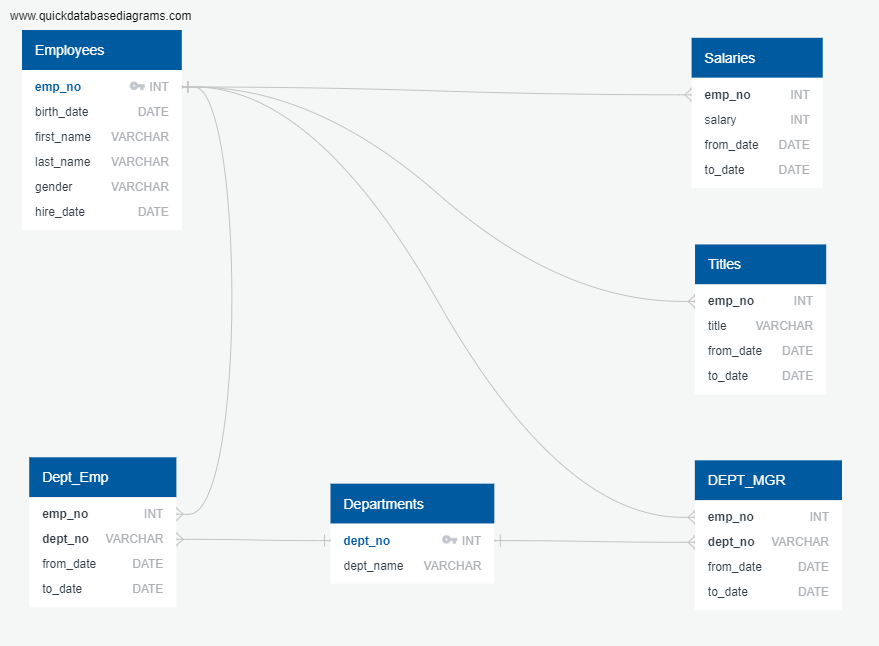 www.quickdatabasediagrams.com
Employees
emp_no INT
birth_date DATE
first_name VARCHAR
last_name VARCHAR
gender VARCHAR
hire_date DATE
Salaries
emp_no INT
salary INT
from_date DATE
to_date DATE
Titles
emp_no INT
title VARCHAR
from_date DATE
to_date DATE
Dept_Emp
emp_no INT
dept_no VARCHAR
from_date DATE
to_date DATE
Departments
dept_no INT
dept_name VARCHAR
DEPT_MGR
emp_no INT
dept_no VARCHAR
from_date DATE
to_date DATE